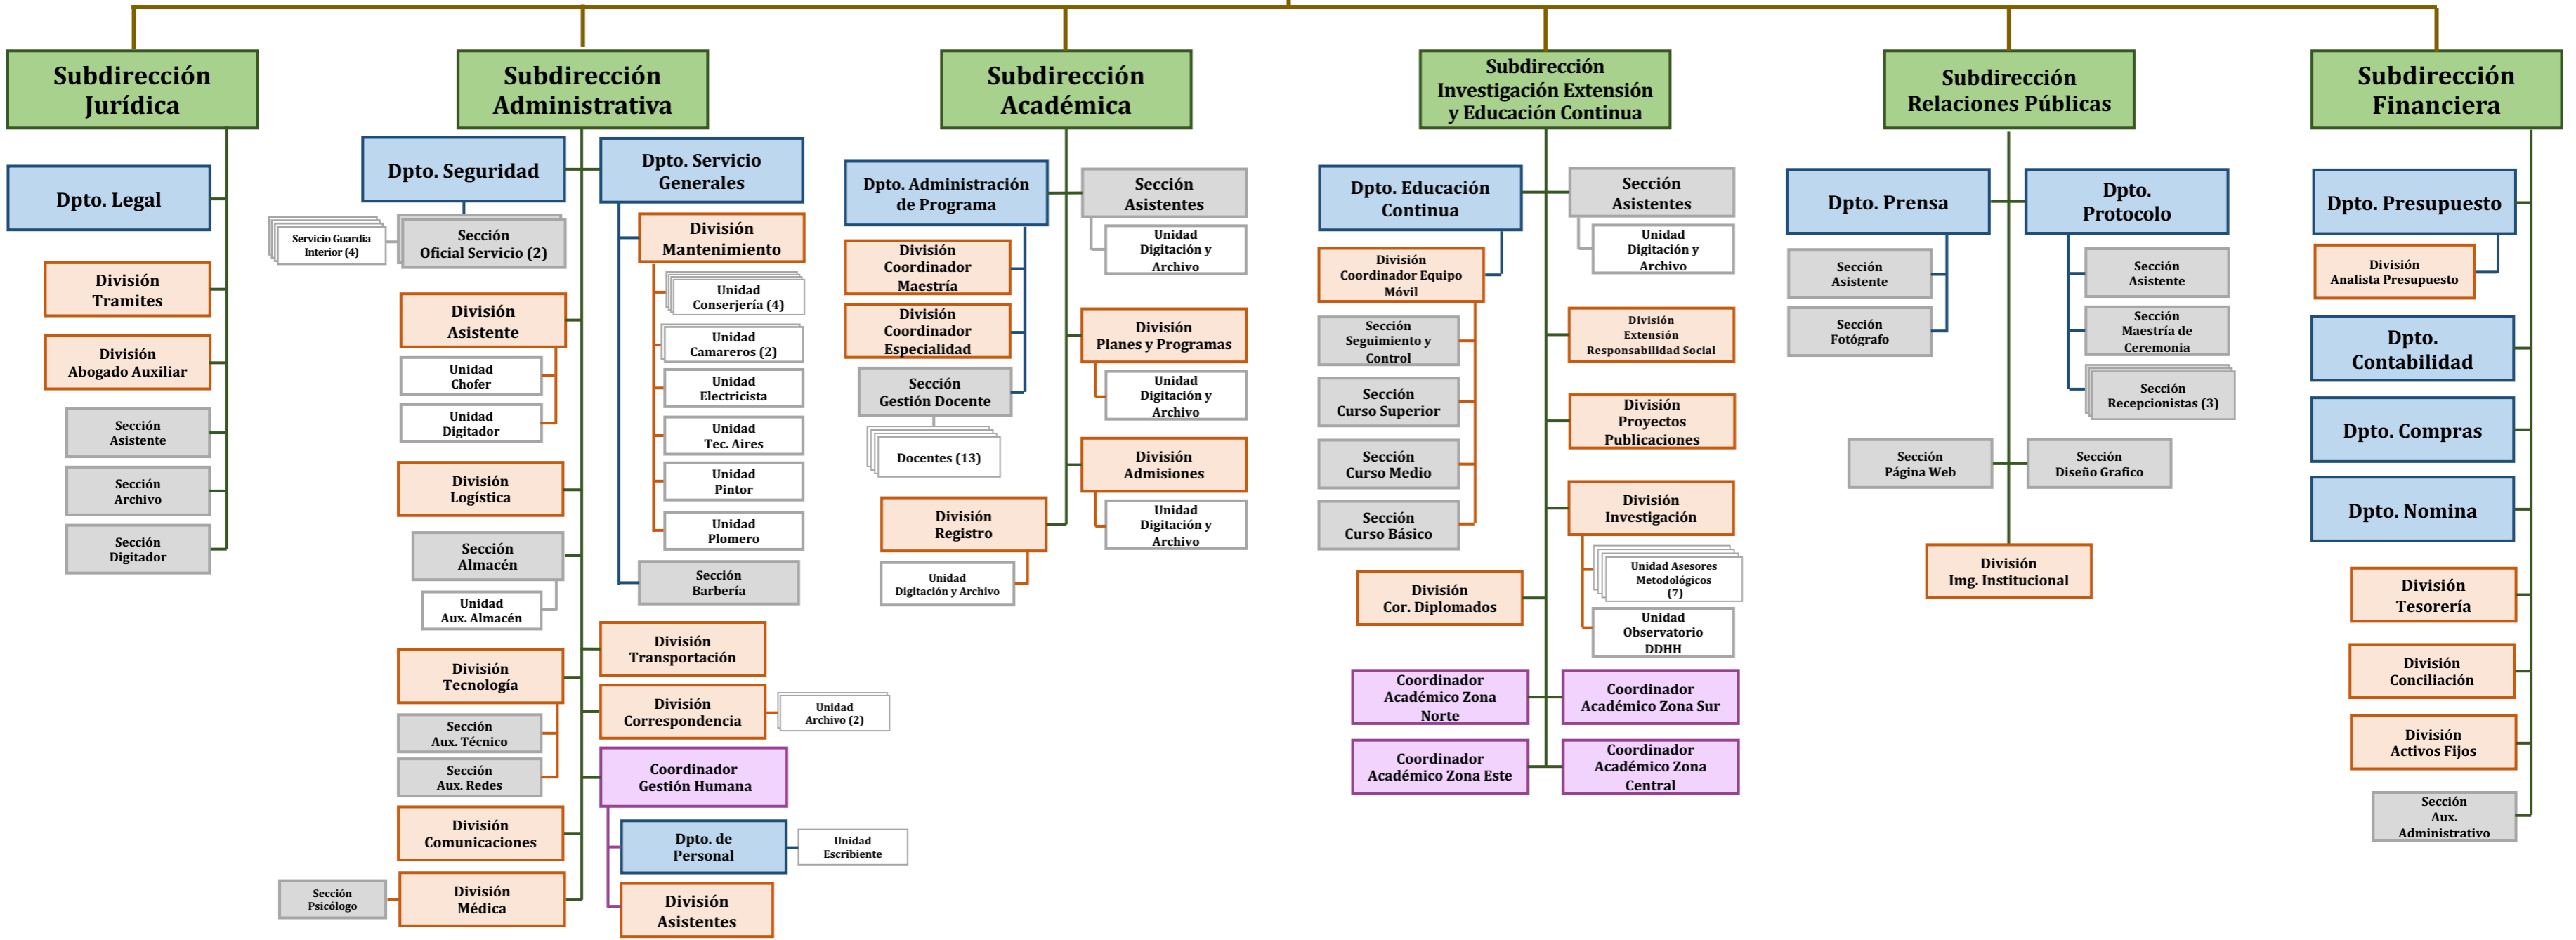 Subdirección
Jurídica
Dpto. Legal
División
Tramites
División
Abogado Auxiliar
Sección
Asistente
Sección
Archivo
Sección
Digitador
Subdirección
Administrativa
Dpto. Seguridad
Servicio Guardia
Interior (4)
Sección
Oficial Servicio (2)
División
Asistente
Unidad
Chofer
Unidad
Digitador
División
Logística
Sección
Almacén
Unidad
Aux. Almacén
División
Tecnología
Sección
Aux. Técnico
Sección
Aux. Redes
División
Comunicaciones
División
Médica
Sección
Psicólogo
Dpto. Servicio
Generales
División
Mantenimiento
Unidad
Conserjería (4)
Unidad
Camareros (2)
Unidad
Electricista
Unidad
Tec. Aires
Unidad
Pintor
Unidad
Plomero
Sección
Barbería
División
Transportación
División
Correspondencia
Unidad
Archivo (2)
Coordinador
Gestión Humana
Dpto. de
Personal
Unidad
Escribiente
División
Asistentes
Subdirección
Académica
Dpto. Administración
de Programa
División
Coordinador
Maestría
División
Coordinador
Especialidad
Sección
Gestión Docente
Docentes (13)
División
Registro
Unidad
Digitación y Archivo
Sección
Asistentes
Unidad
Digitación y
Archivo
División
Planes y Programas
Unidad
Digitación y
Archivo
División
Admisiones
Unidad
Digitación y
Archivo
Subdirección
Investigación Extensión
y Educación Continua
Dpto. Educación
Continua
División
Coordinador Equipo
Móvil
Sección
Seguimiento y
Control
Sección
Curso Superior
Sección
Curso Medio
Sección
Curso Básico
División
Cor. Diplomados
Sección
Asistentes
Unidad
Digitación y
Archivo
División
Extensión
Responsabilidad Social
División
Proyectos
Publicaciones
División
Investigación
Unidad Asesores
Metodológicos
(7)
Unidad
Observatorio
DDHH
Coordinador
Académico Zona
Norte
Coordinador
Académico Zona Sur
Coordinador
Académico Zona Este
Coordinador
Académico Zona
Central
Subdirección
Relaciones Públicas
Dpto. Prensa
Sección
Asistente
Sección
Fotógrafo
Dpto.
Protocolo
Sección
Asistente
Sección
Maestría de
Ceremonia
Sección
Recepcionistas (3)
Sección
Página Web
Sección
Diseño Grafico
División
Img. Institucional
Subdirección
Financiera
Dpto. Presupuesto
División
Analista Presupuesto
Dpto.
Contabilidad
Dpto. Compras
Dpto. Nomina
División
Tesorería
División
Conciliación
División
Activos Fijos
Sección
Aux.
Administrativo